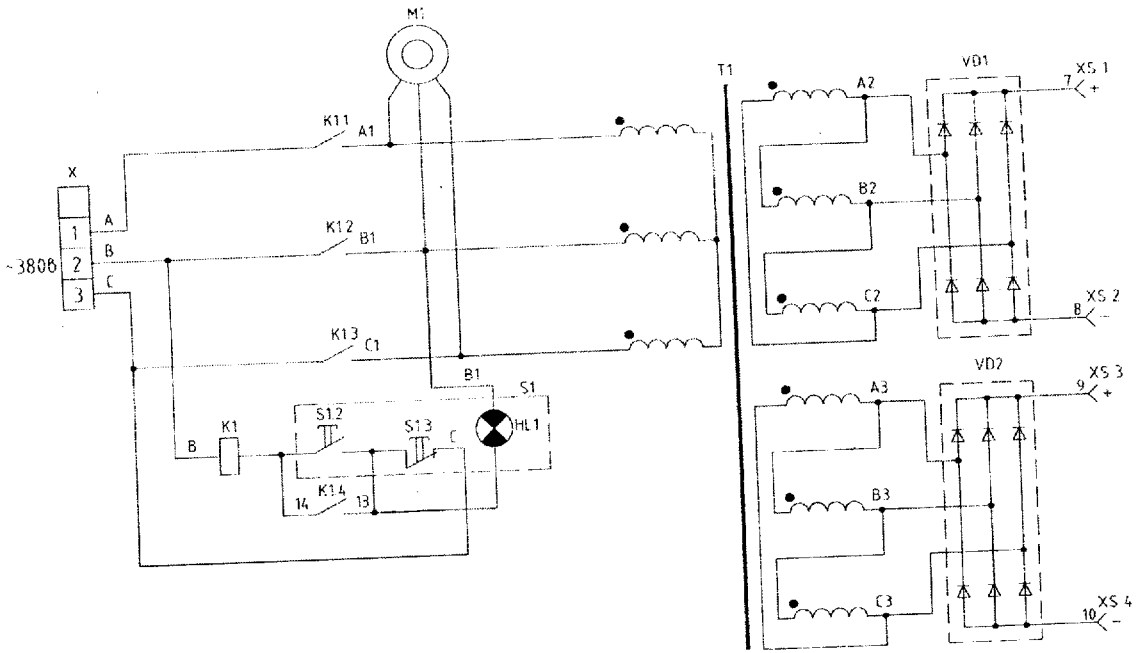 M1
T1
VD1
XS 1
7
+
A2
K11
A1
X
B2
1
A
K12
B1
~380В
2
B
3
C
C2
8
XS 2
-
K13
C1
VD2
B1
S1
XS 3
9
+
A3
S12
S13
C
HL1
B
K1
14
K14
13
B3
C3
10
XS 4
-